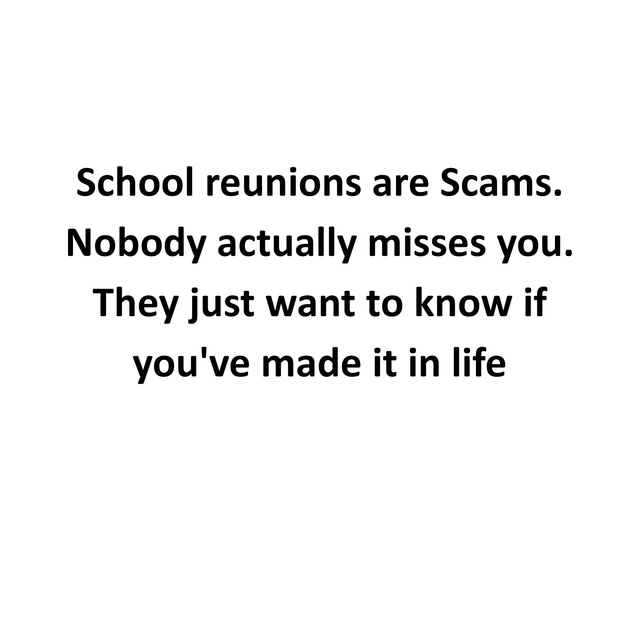 School reunions are Scams.
Nobody actually misses you.
They just want to know if
you've made it in life